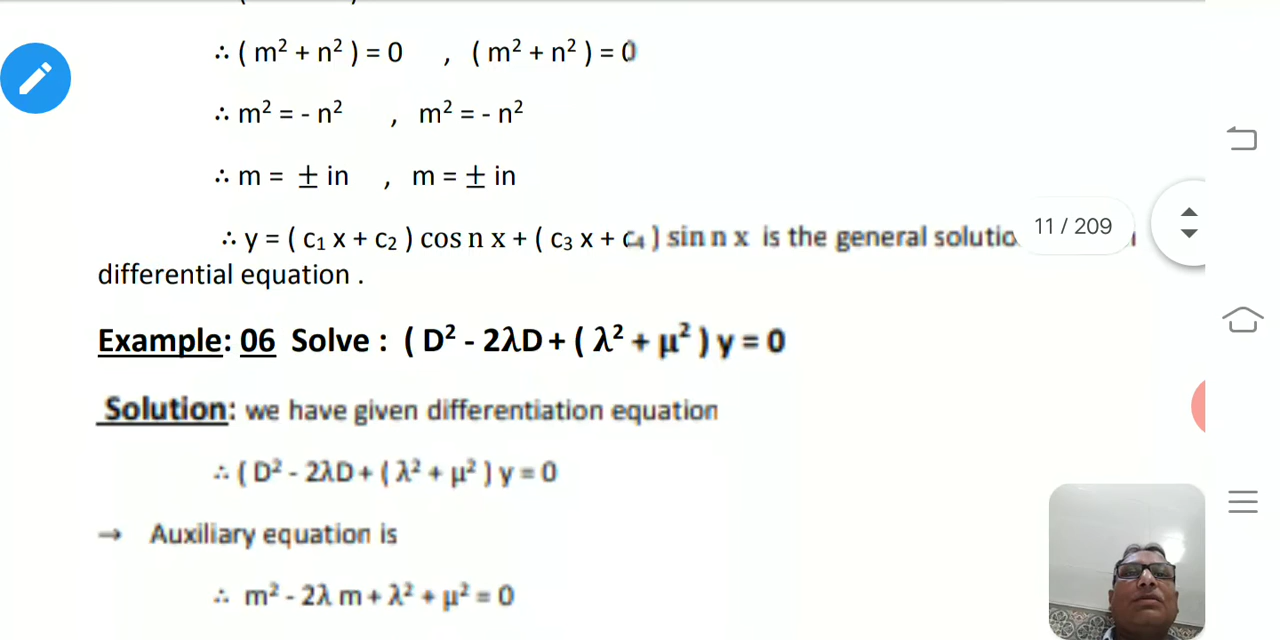 ∴ ( m² + n² ) = 0 , ( m² + n² ) = 0
∴ m² = - n² , m² = - n²
∴ m = ± in , m = ± in
∴ y = ( c₁ x + c₂ ) cos n x + ( c₃ x + c₄ ) sin n x is the general
differential equation .
11 / 209
Example: 06 Solve : ( D² - 2λD + ( λ² + μ² ) y = 0
Solution: we have given differentiation equation
∴ ( D² - 2λD + ( λ² + μ² ) y = 0
→ Auxiliary equation is
∴ m² - 2λ m + λ² + μ² = 0